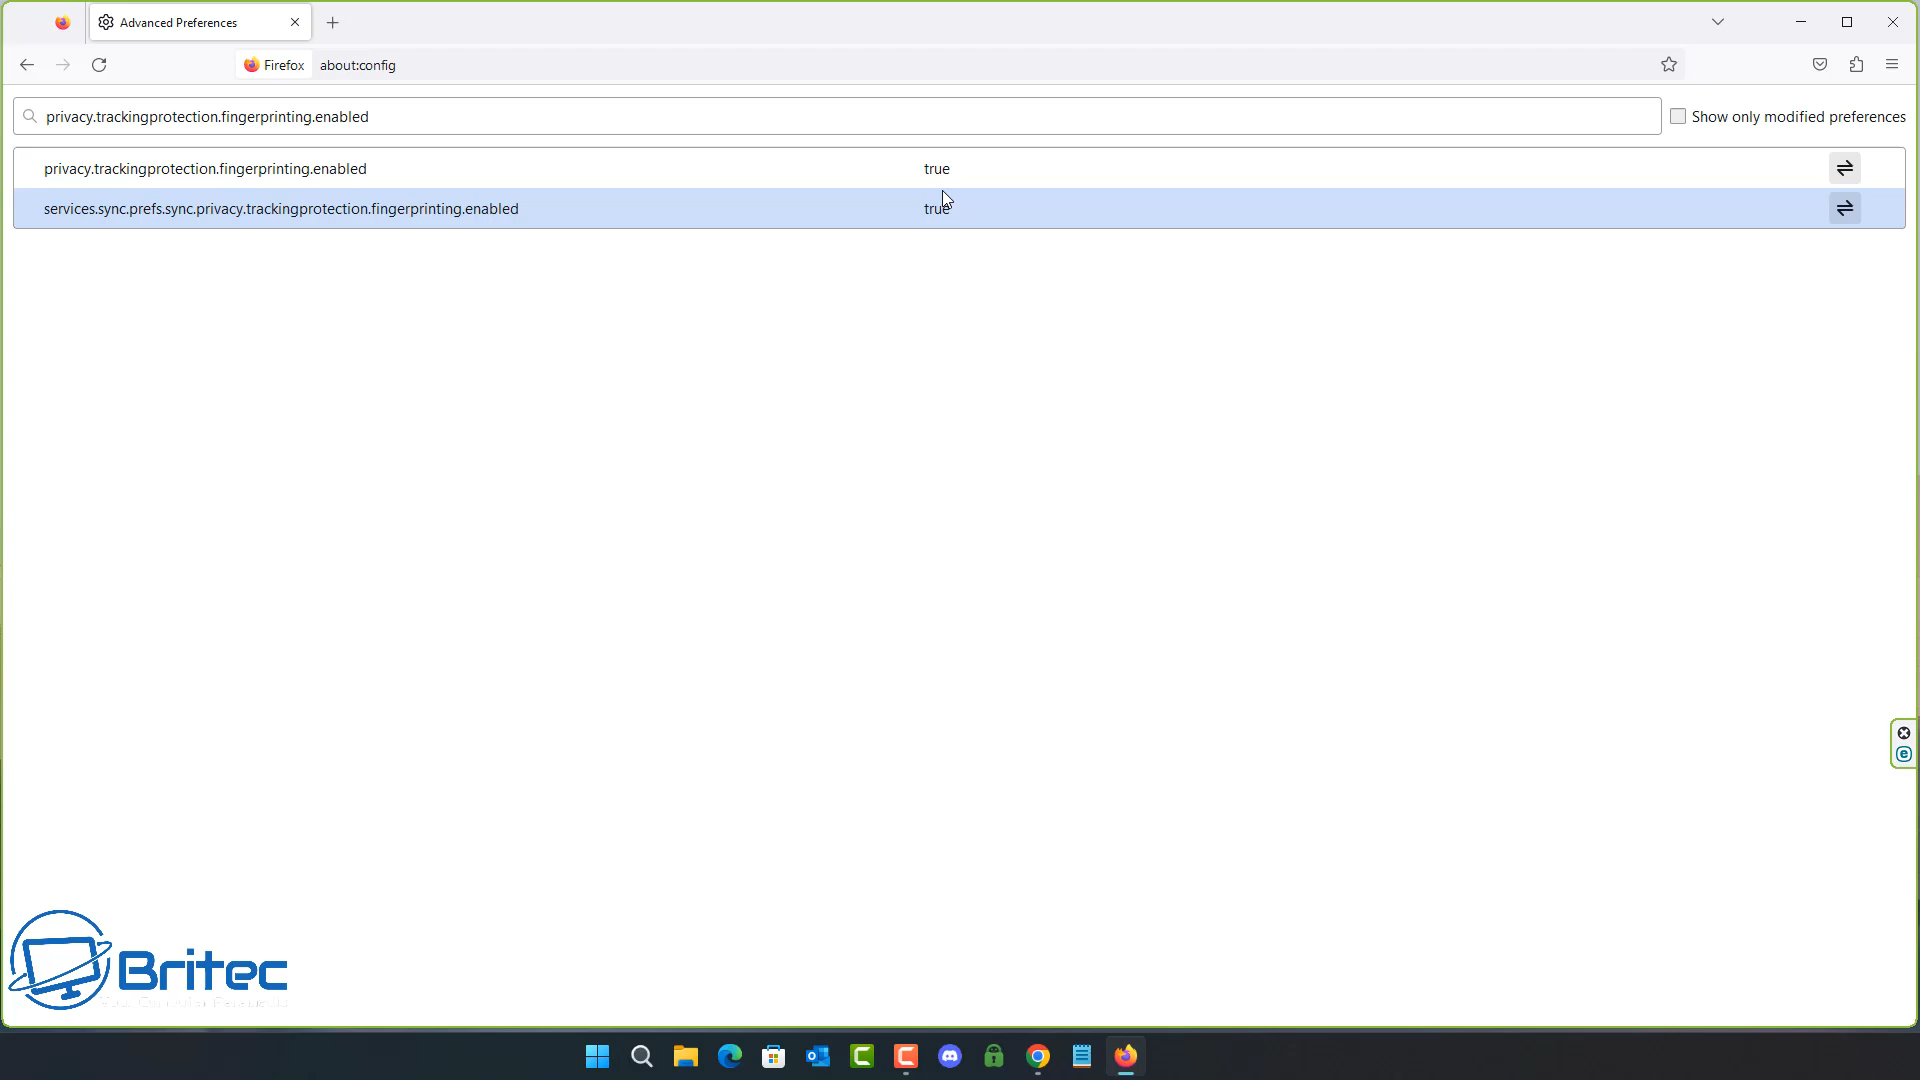 Advanced Preferences
Firefox
about:config
privacy.trackingprotection.fingerprinting.enabled
Show only modified preferences
privacy.trackingprotection.fingerprinting.enabled
true
services.sync.prefs.sync.privacy.trackingprotection.fingerprinting.enabled
true
Britec